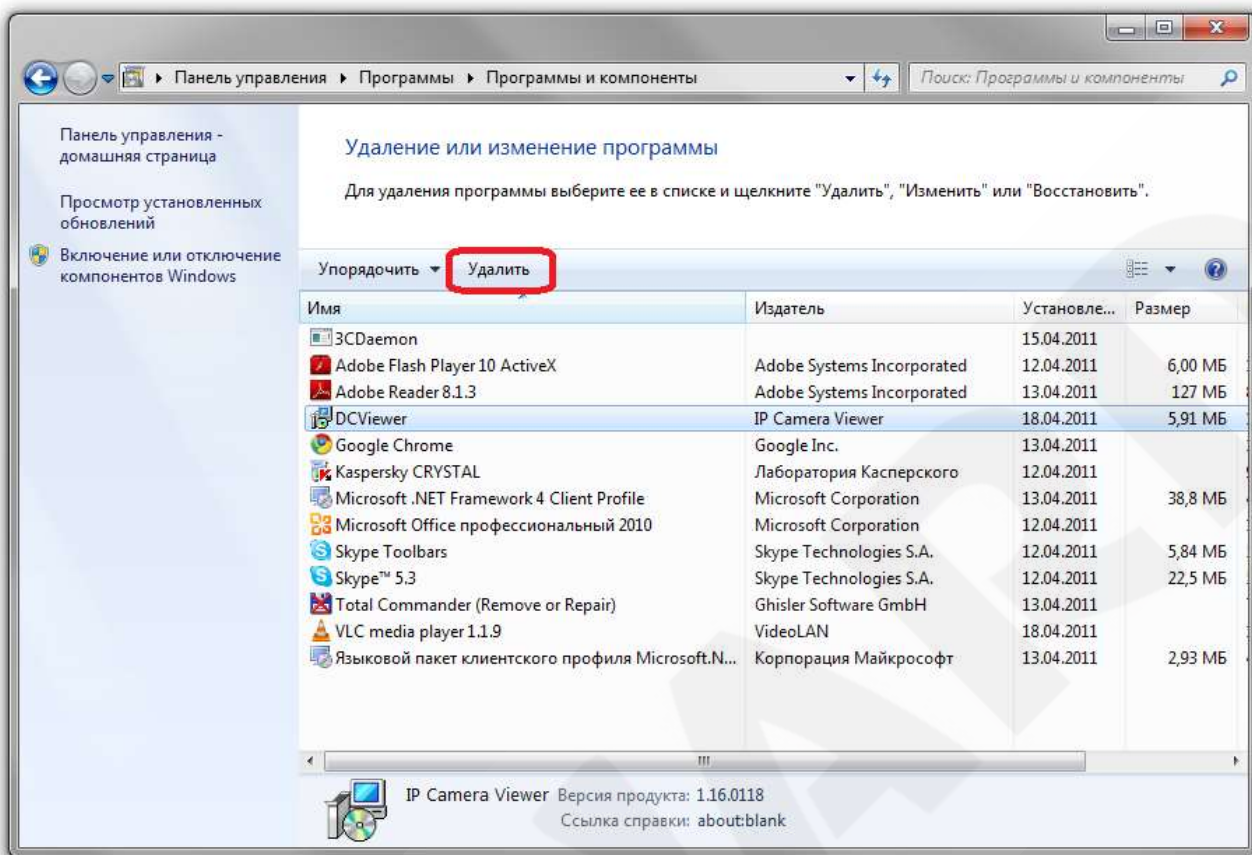 Панель управления Программы Программы и компоненты Поиск: Программы и компоненты
Панель управления -
домашняя страница
Просмотр установленных
обновлений
Включение или отключение
компонентов Windows
Удаление или изменение программы
Для удаления программы выберите ее в списке и щелкните "Удалить", "Изменить" или "Восстановить".
Упорядочить Удалить
Имя Издатель Установле... Размер
3CDaemon 15.04.2011
Adobe Flash Player 10 ActiveX Adobe Systems Incorporated 12.04.2011 6,00 МБ
Adobe Reader 8.1.3 Adobe Systems Incorporated 13.04.2011 127 МБ
DCViewer IP Camera Viewer 18.04.2011 5,91 МБ
Google Chrome Google Inc. 13.04.2011
Kaspersky CRYSTAL Лаборатория Касперского 12.04.2011
Microsoft .NET Framework 4 Client Profile Microsoft Corporation 13.04.2011 38,8 МБ
Microsoft Office профессиональный 2010 Microsoft Corporation 12.04.2011
Skype Toolbars Skype Technologies S.A. 12.04.2011 5,84 МБ
Skype™ 5.3 Skype Technologies S.A. 12.04.2011 22,5 МБ
Total Commander (Remove or Repair) Ghisler Software GmbH 13.04.2011
VLC media player 1.1.9 VideoLAN 18.04.2011
Языковой пакет клиентского профиля Microsoft.N... Корпорация Майкрософт 13.04.2011 2,93 МБ
IP Camera Viewer Версия продукта: 1.16.0118
Ссылка справки: about:blank